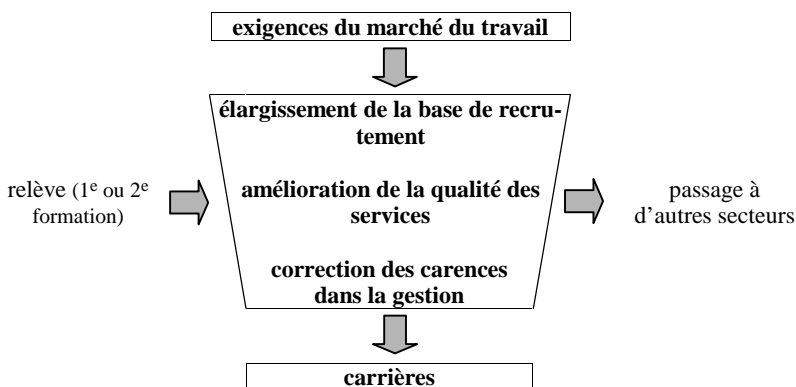 exigences du marché du travail
élargissement de la base de recru-
tement
relève (1e ou 2e
formation)
amélioration de la qualité des
services
passage à
d’autres secteurs
correction des carences
dans la gestion
carrières